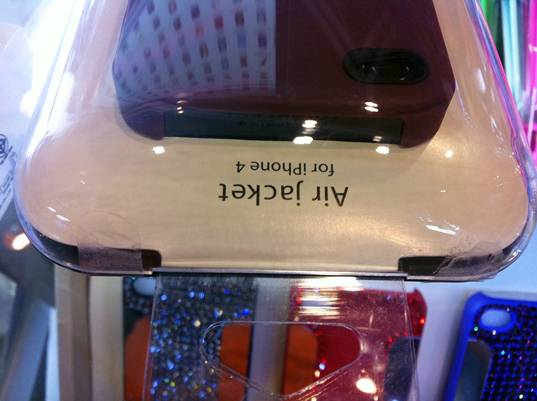 Air jacket
for iPhone 4